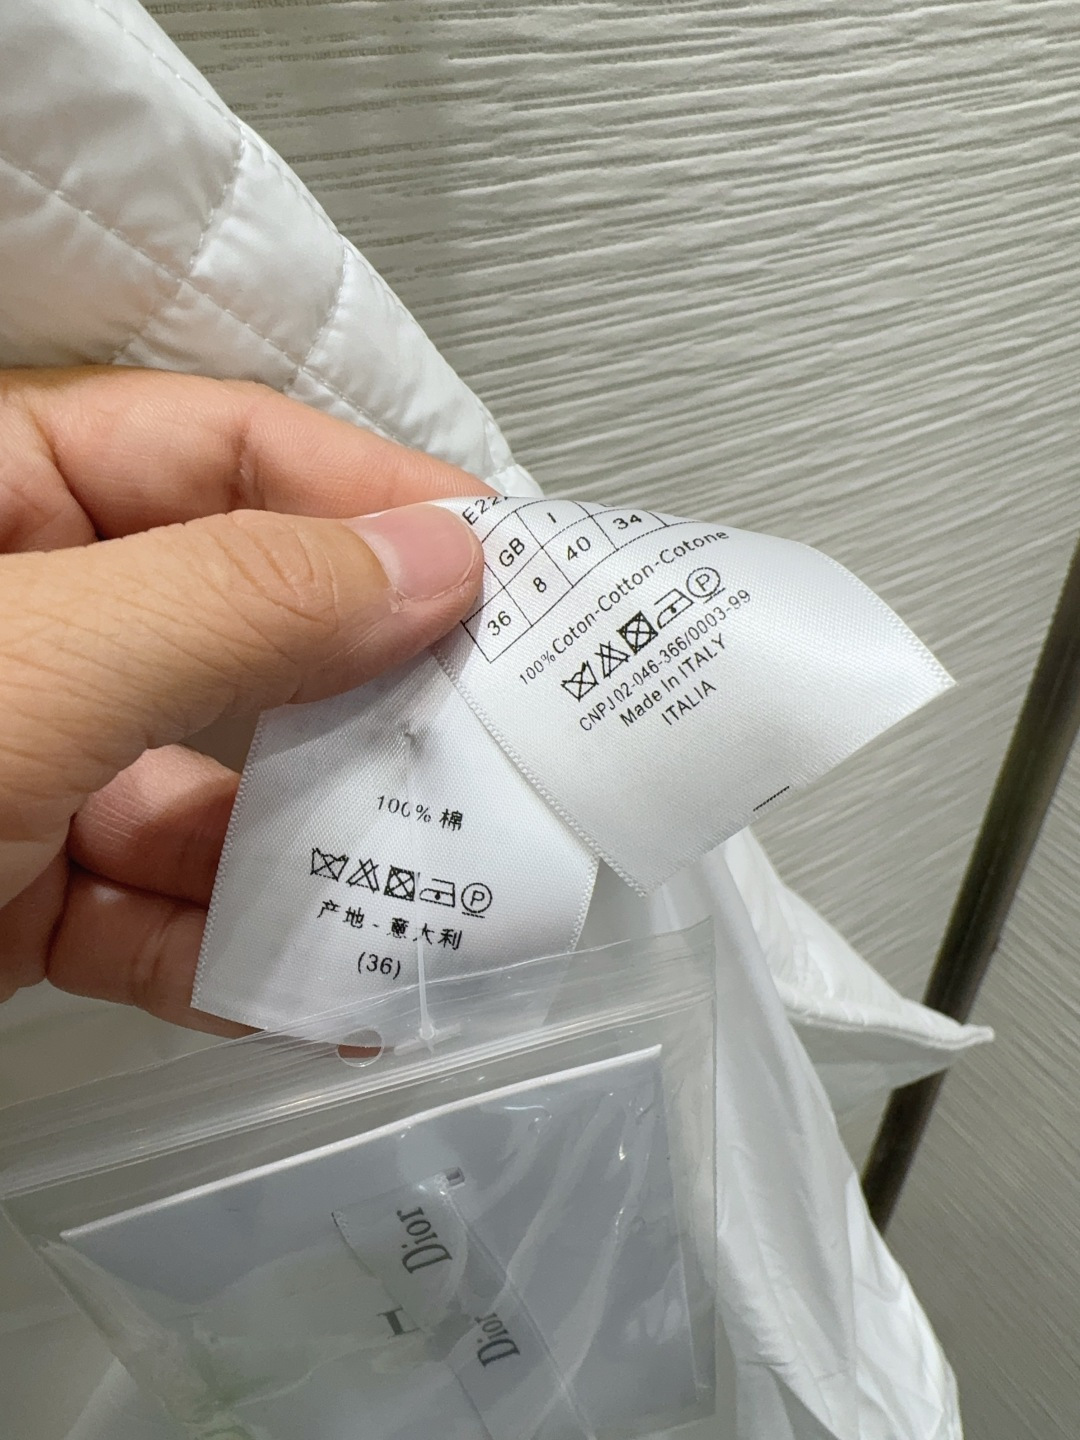 E22
GB I
36 8 40 34
100%Coton-Cotton-Cotone
P
CNPJ02-046-366/0003-99
Made In ITALY
ITALIA
100% 棉
P
产地-意大利
(36)
Dior
Dior